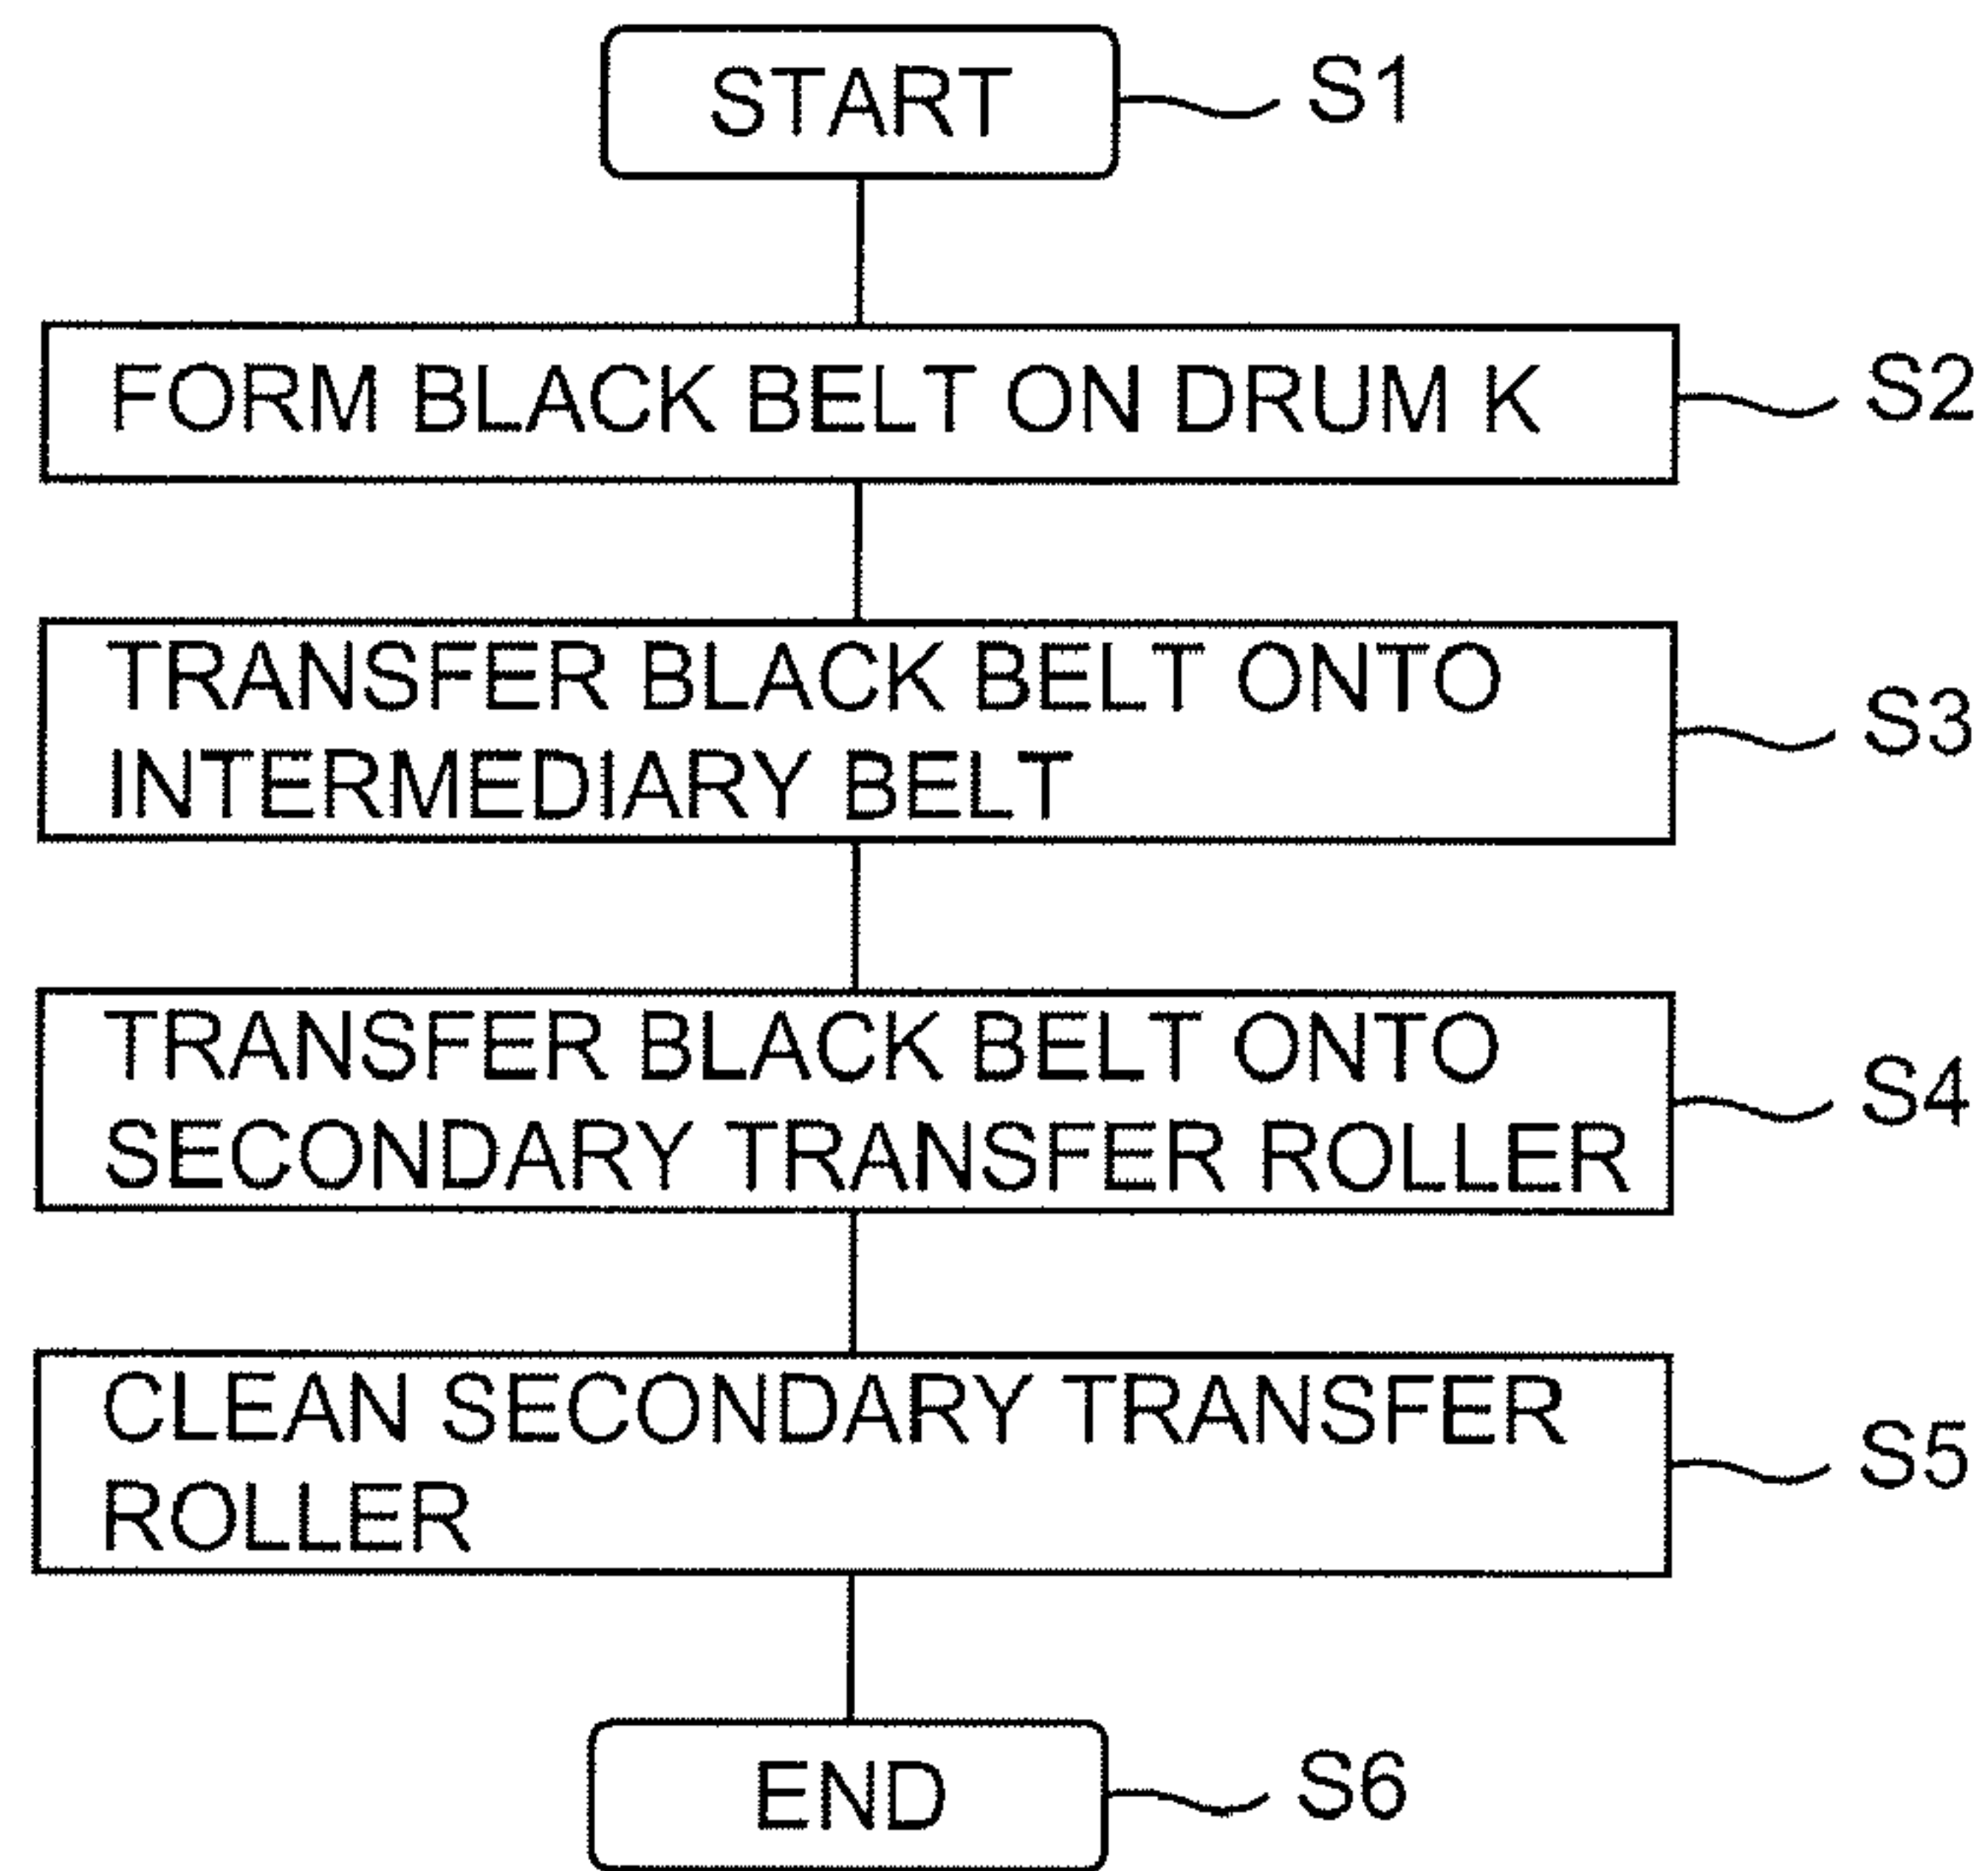 START S1
FORM BLACK BELT ON DRUM K S2
TRANSFER BLACK BELT ONTO
INTERMEDIARY BELT S3
TRANSFER BLACK BELT ONTO
SECONDARY TRANSFER ROLLER S4
CLEAN SECONDARY TRANSFER
ROLLER S5
END S6